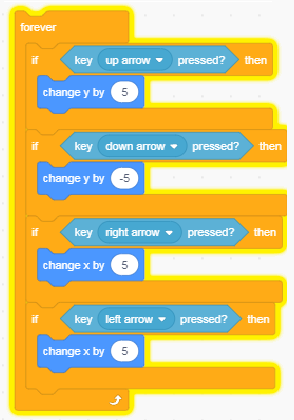 forever
if key up arrow pressed? then
change y by 5
if key down arrow pressed? then
change y by -5
if key right arrow pressed? then
change x by 5
if key left arrow pressed? then
change x by 5